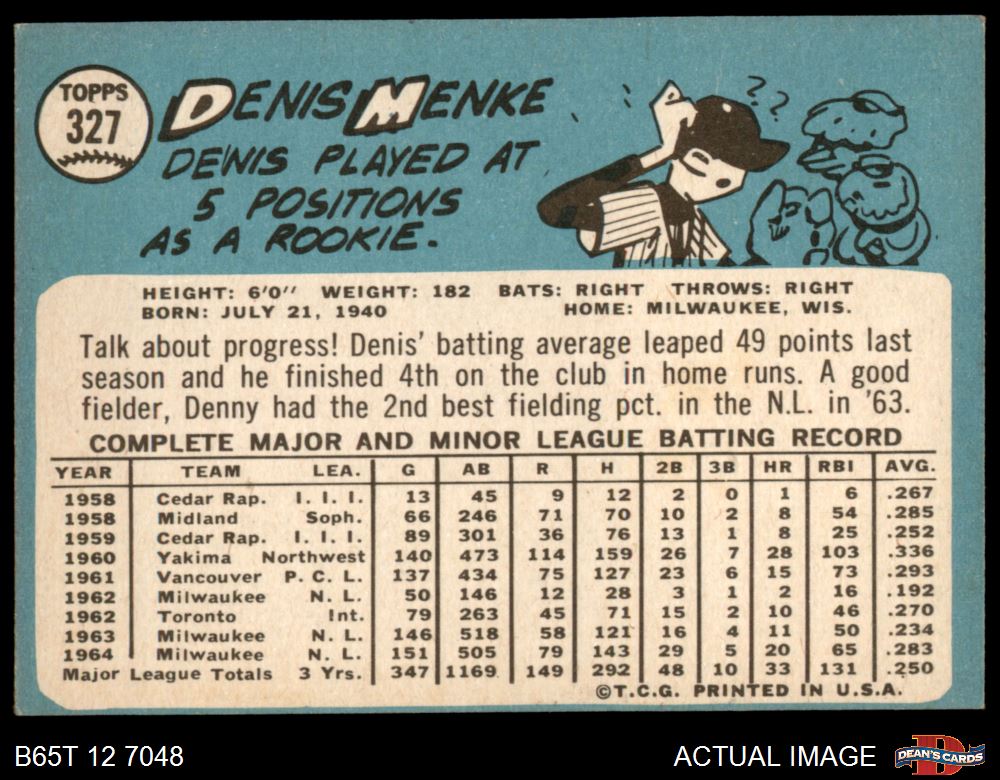 TOPPS
327
DENIS MENKE
DENIS PLAYED AT
5 POSITIONS
AS A ROOKIE.
??
HEIGHT: 6'0" WEIGHT: 182 BATS: RIGHT THROWS: RIGHT
BORN: JULY 21, 1940 HOME: MILWAUKEE, WIS.
Talk about progress! Denis' batting average leaped 49 points last
season and he finished 4th on the club in home runs. A good
fielder, Denny had the 2nd best fielding pct. in the N.L. in '63.
COMPLETE MAJOR AND MINOR LEAGUE BATTING RECORD
YEAR TEAM LEA. G AB R H 2B 3B HR RBI AVG.
1958 Cedar Rap. I. I. I. 13 45 9 12 2 0 1 6 .267
1958 Midland Soph. 66 246 71 70 10 2 8 54 .285
1959 Cedar Rap. I. I. I. 89 301 36 76 13 1 8 25 .252
1960 Yakima Northwest 140 473 114 159 26 7 28 103 .336
1961 Vancouver P. C. L. 137 434 75 127 23 6 15 73 .293
1962 Milwaukee N. L. 50 146 12 28 3 1 2 16 .192
1962 Toronto Int. 79 263 45 71 15 2 10 46 .270
1963 Milwaukee N. L. 146 518 58 121 16 4 11 50 .234
1964 Milwaukee N. L. 151 505 79 143 29 5 20 65 .283
Major League Totals 3 Yrs. 347 1169 149 292 48 10 33 131 .250
©T.C.G. PRINTED IN U.S.A.
B65T 12 7048
ACTUAL IMAGE
DEAN'S CARDS